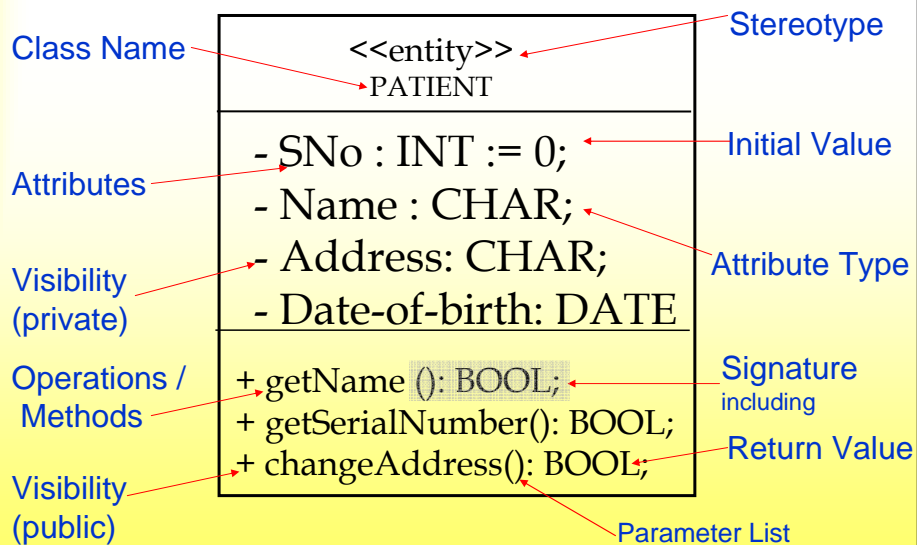 Class Name
<<entity>>
Stereotype
PATIENT
Attributes
- SNo : INT := 0;
Initial Value
- Name : CHAR;
Attribute Type
Visibility
(private)
- Address: CHAR;
- Date-of-birth: DATE
Operations /
Methods
+ getName (): BOOL;
Signature
including
+ getSerialNumber(): BOOL;
Return Value
Visibility
(public)
+ changeAddress(): BOOL;
Parameter List